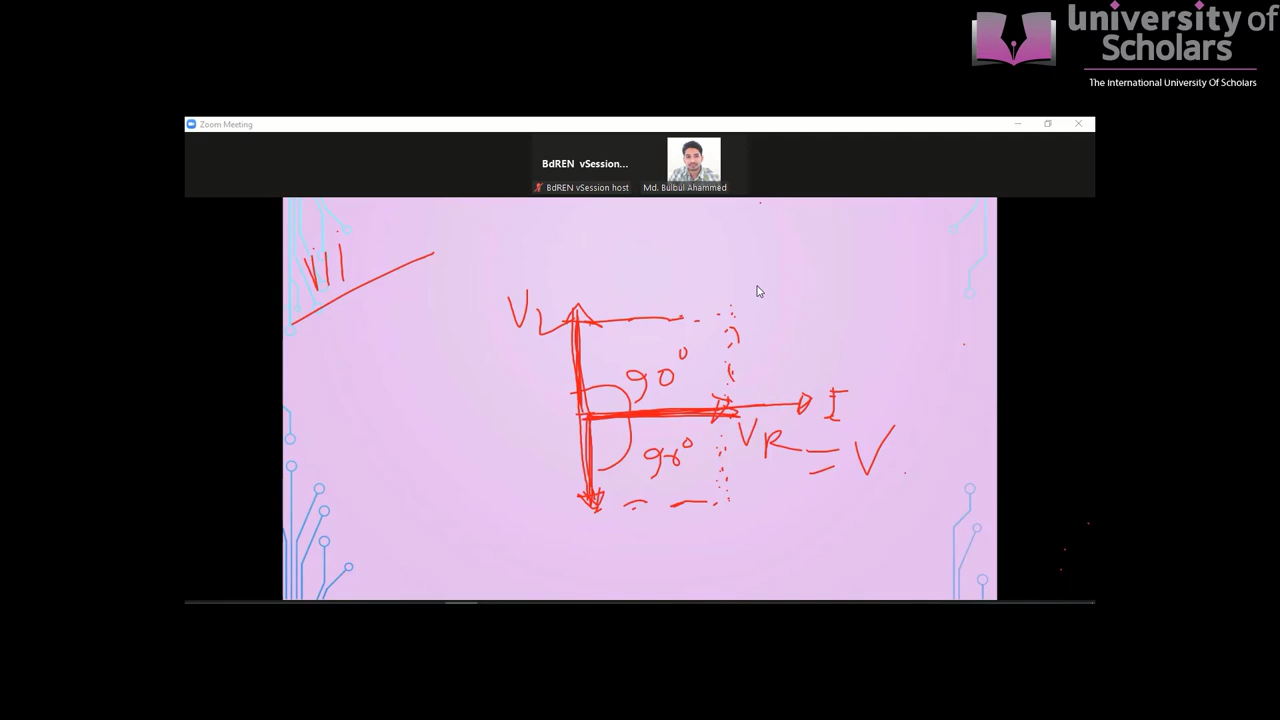 University of
Scholars
The International University Of Scholars
Zoom Meeting
BdREN vSession...
BdREN vSession host
Md. Bulbul Ahammed
VII
VL
90°
I
VR = V
90°